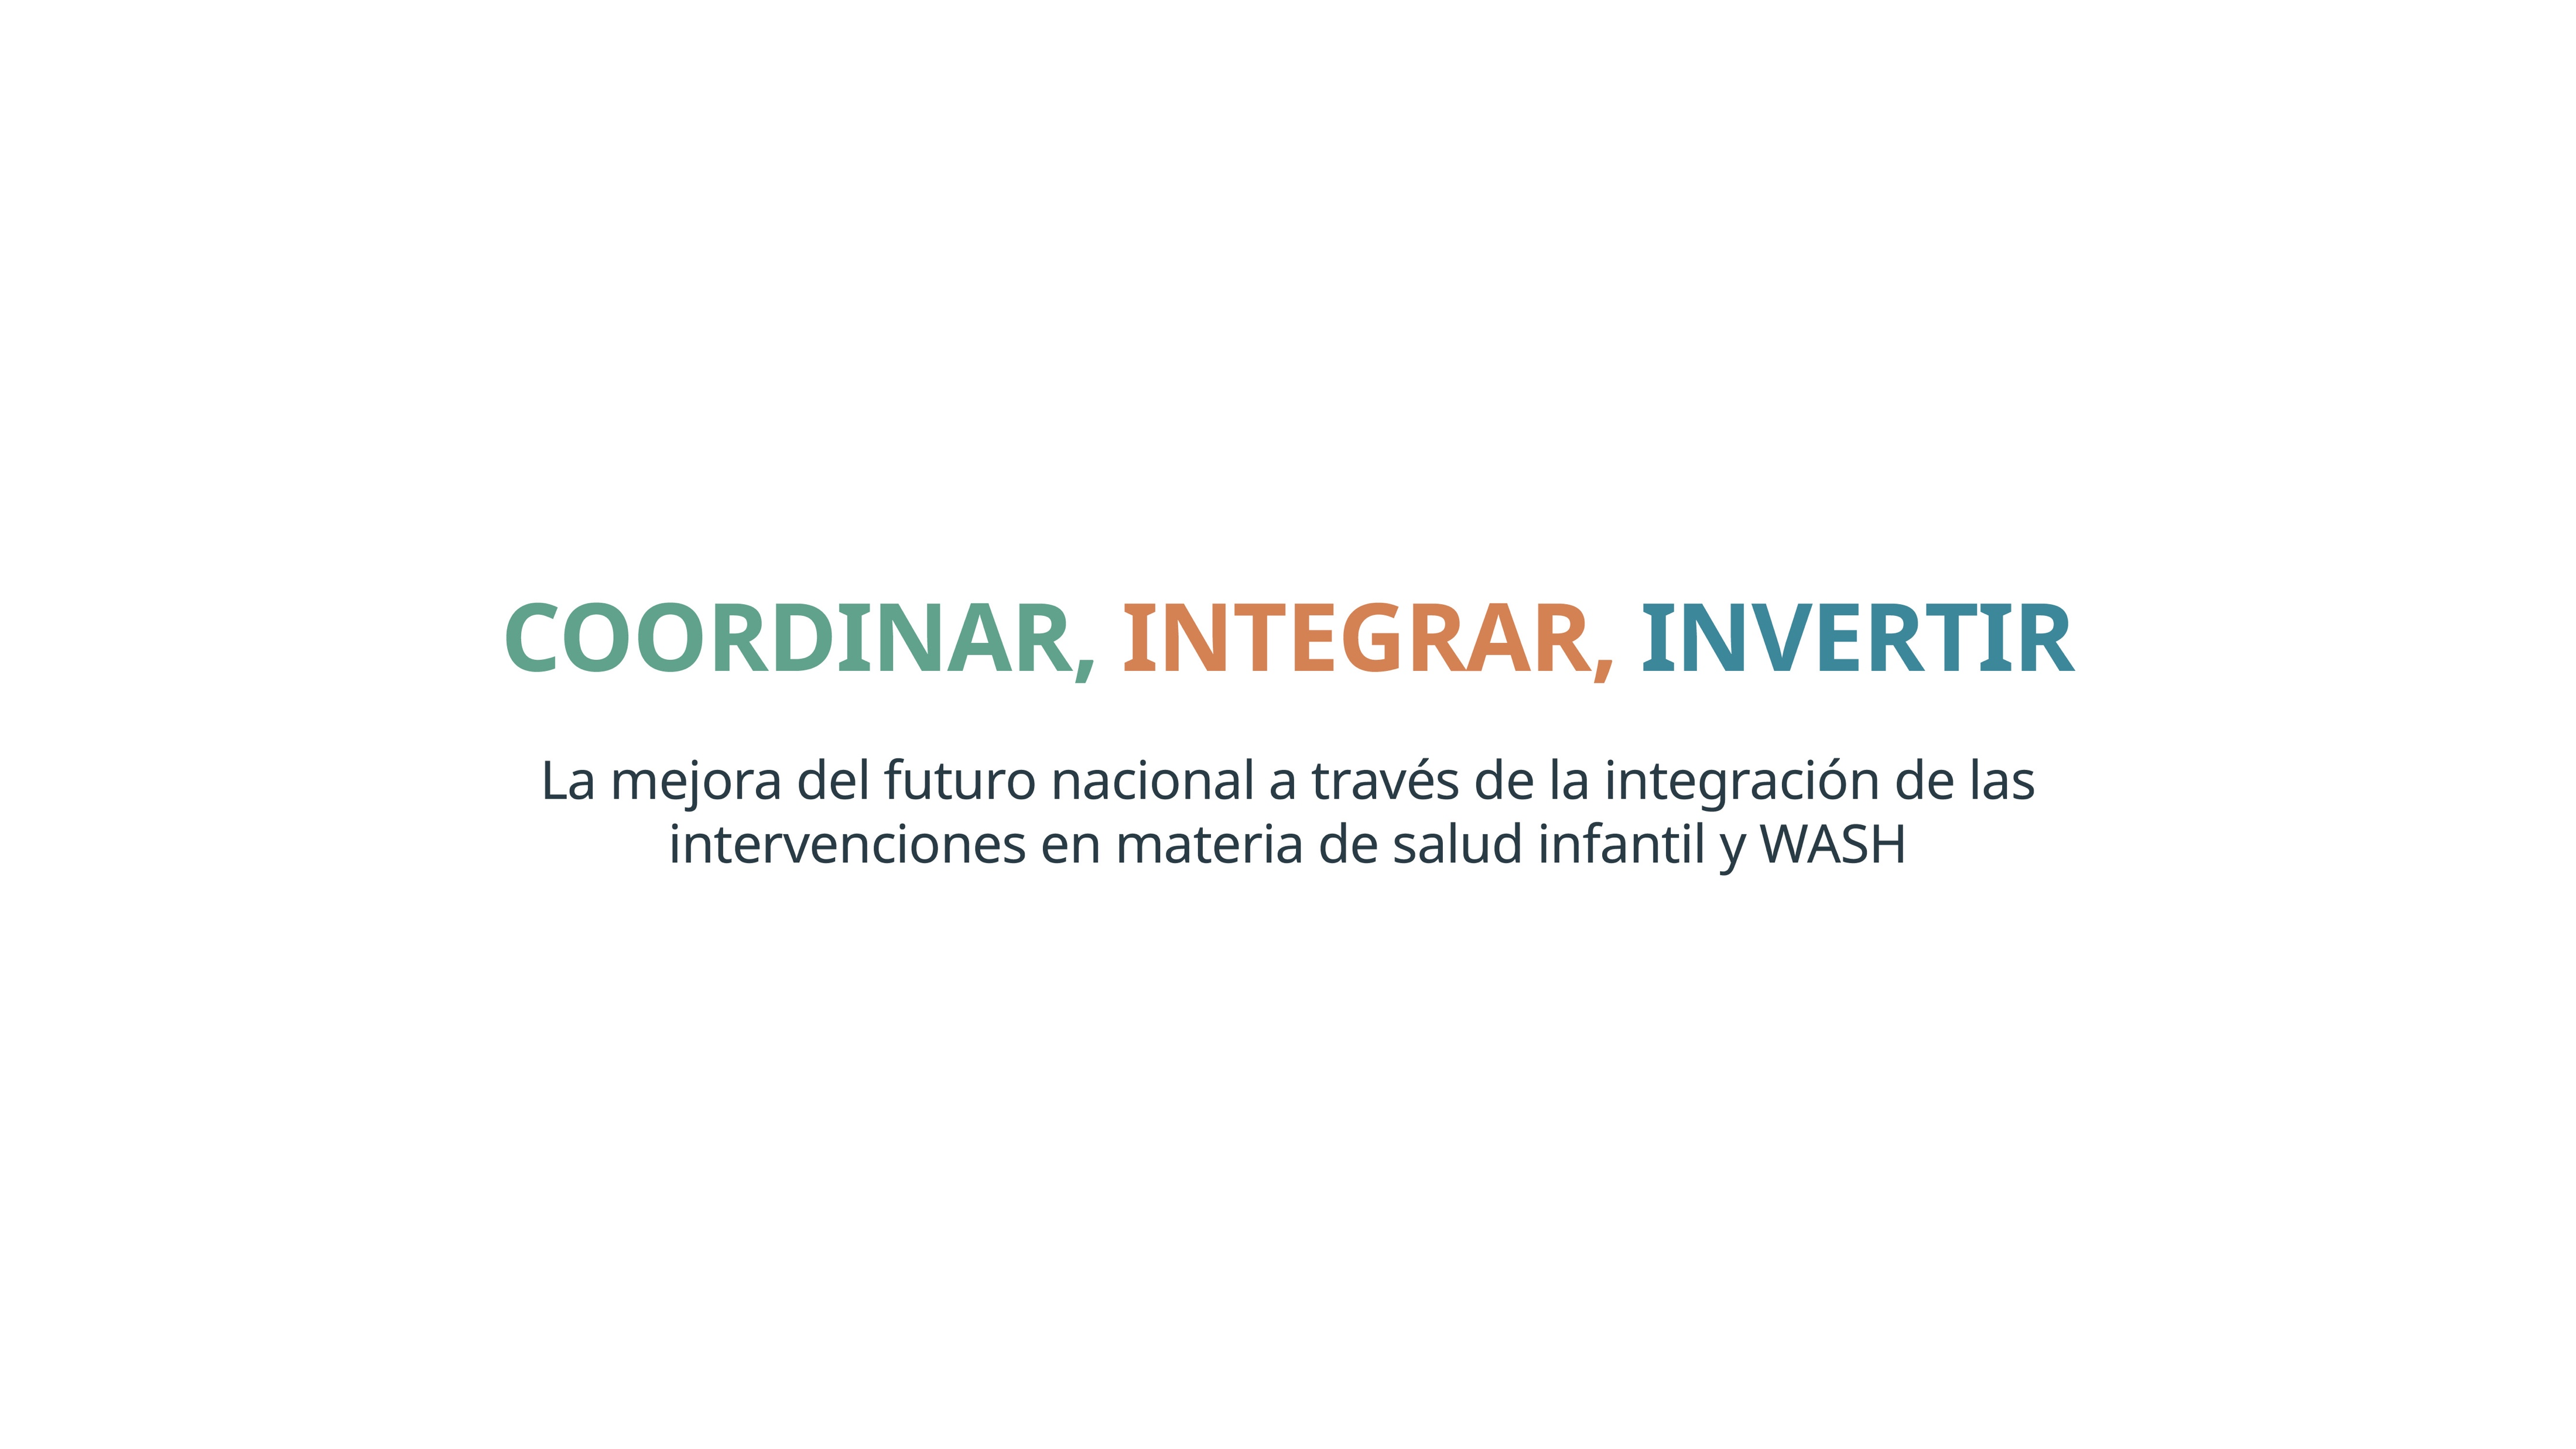 COORDINAR, INTEGRAR, INVERTIR
La mejora del futuro nacional a través de la integración de las
intervenciones en materia de salud infantil y WASH